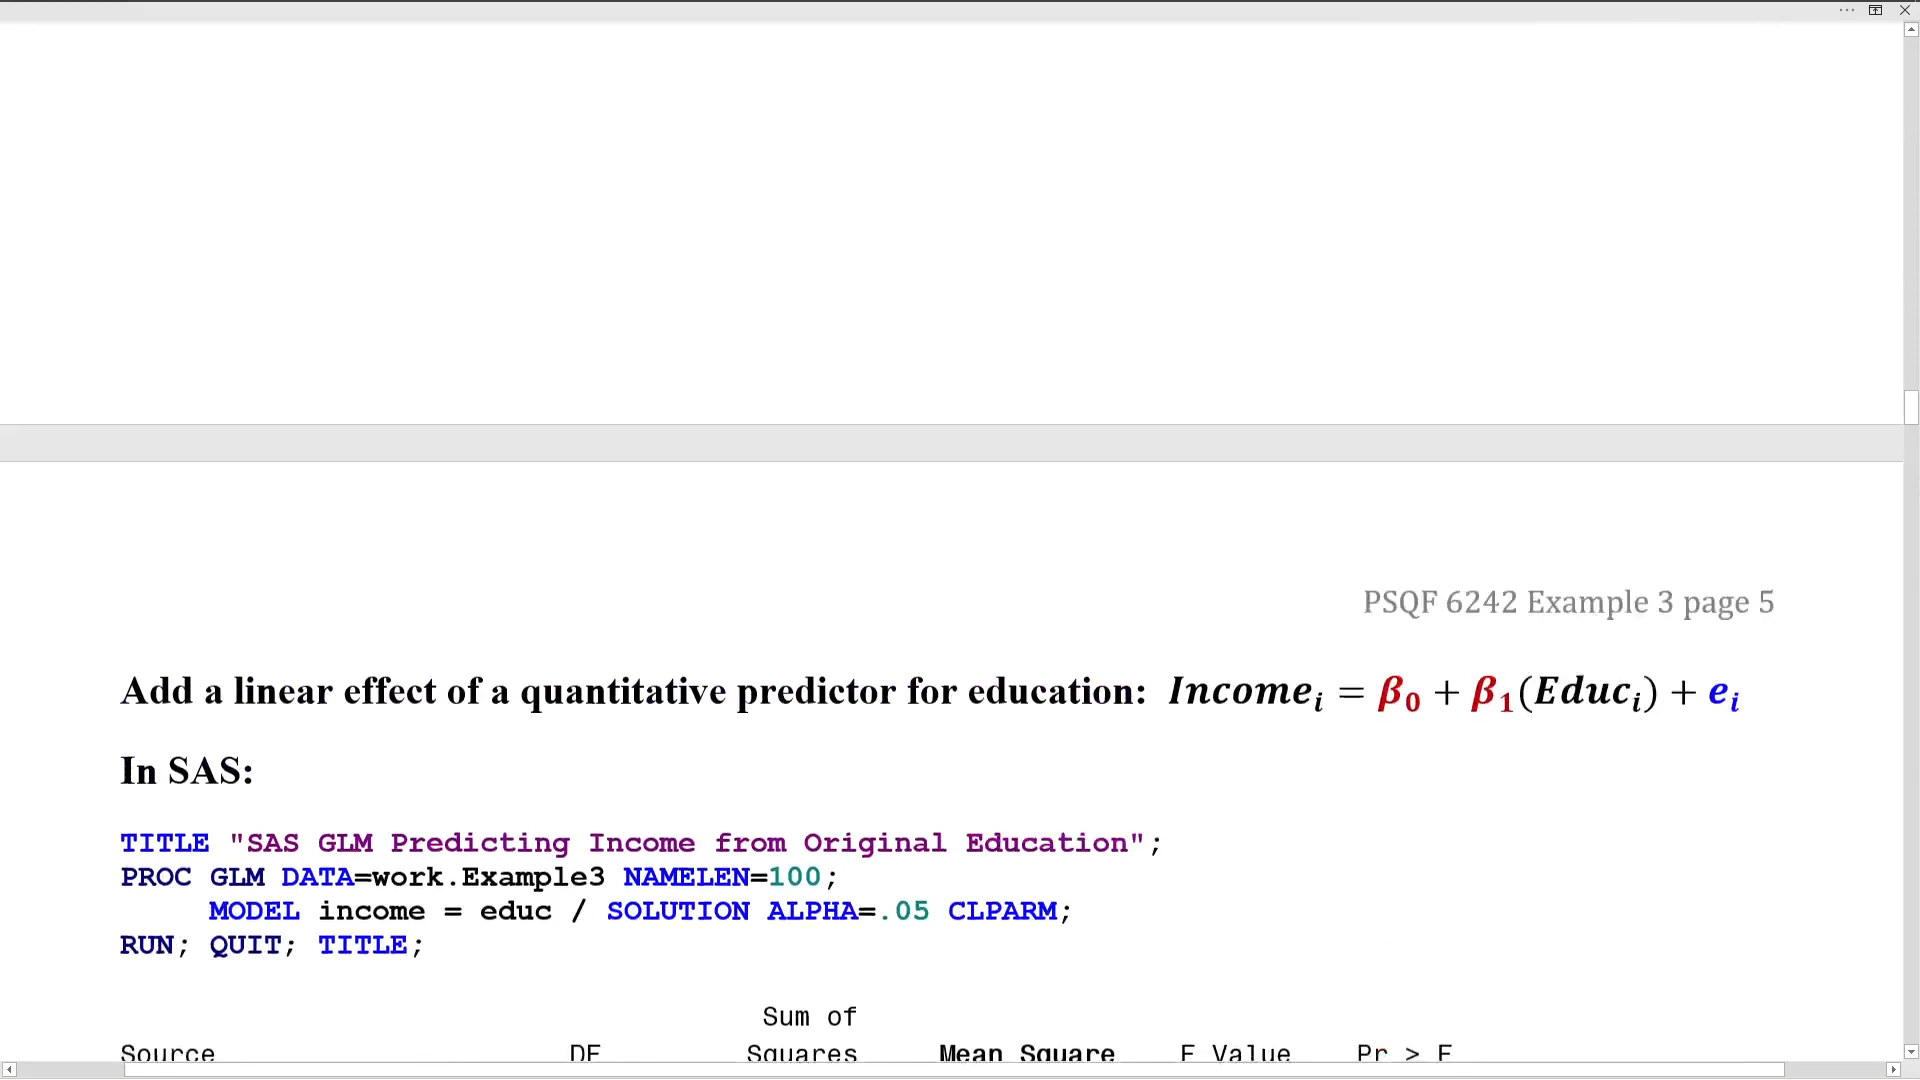 PSQF 6242 Example 3 page 5
Add a linear effect of a quantitative predictor for education: Incomeᵢ = β₀ + β₁(Educᵢ) + eᵢ
In SAS:
TITLE "SAS GLM Predicting Income from Original Education";
PROC GLM DATA=work.Example3 NAMELEN=100;
MODEL income = educ / SOLUTION ALPHA=.05 CLPARM;
RUN; QUIT; TITLE;
Sum of
Source DF Squares Mean Square F Value Pr > F